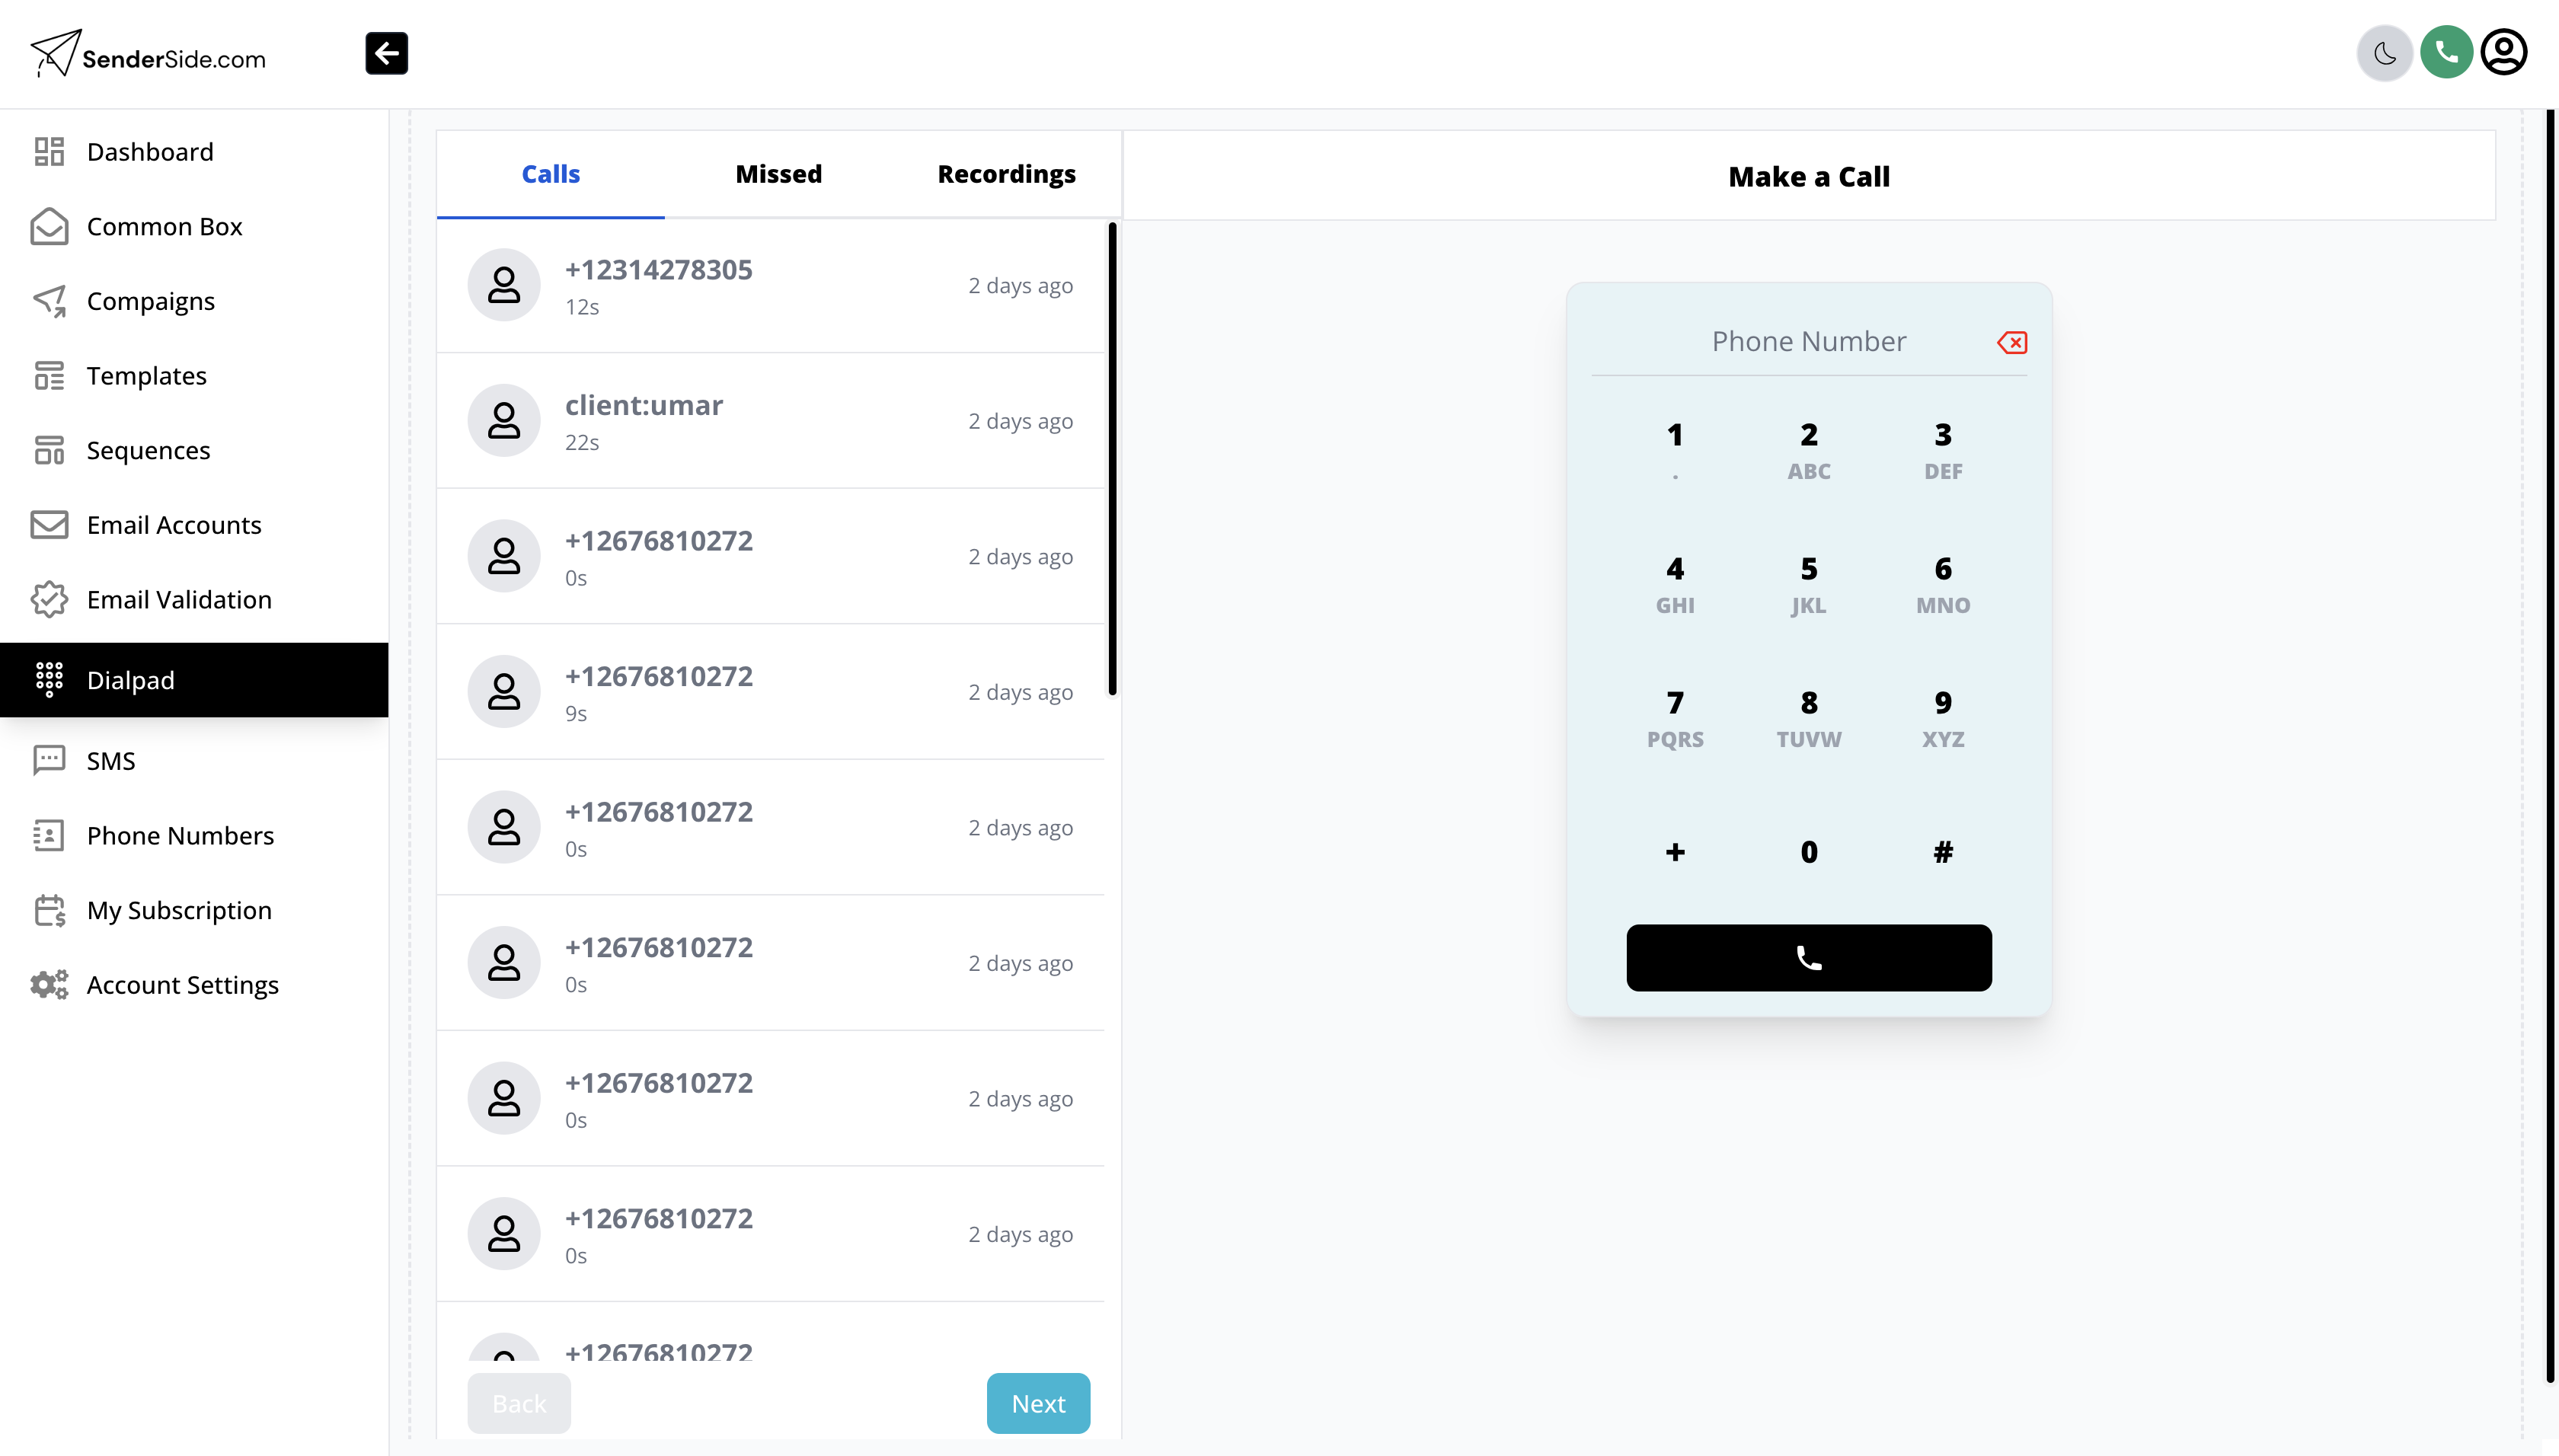 SenderSide.com
Dashboard
Common Box
Compaigns
Templates
Sequences
Email Accounts
Email Validation
Dialpad
SMS
Phone Numbers
My Subscription
Account Settings
Calls Missed Recordings
+12314278305
12s
2 days ago
client:umar
22s
2 days ago
+12676810272
0s
2 days ago
+12676810272
9s
2 days ago
+12676810272
0s
2 days ago
+12676810272
0s
2 days ago
+12676810272
0s
2 days ago
+12676810272
0s
2 days ago
+12676810272
Back Next
Make a Call
Phone Number
1 2 3
. ABC DEF
4 5 6
GHI JKL MNO
7 8 9
PQRS TUVW XYZ
+ 0 #